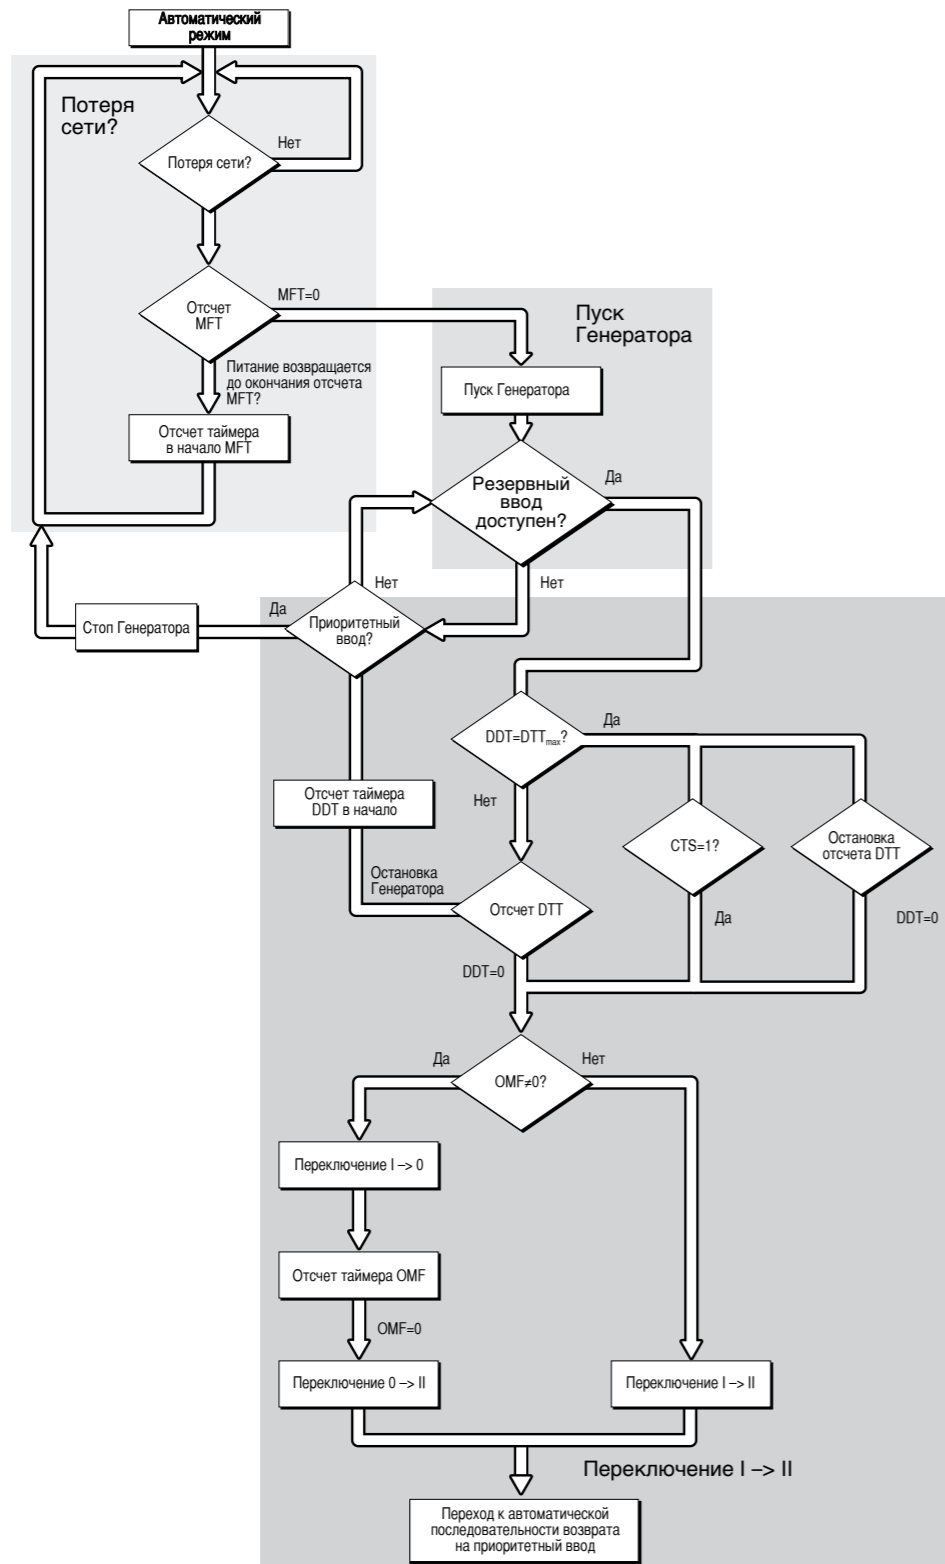 Автоматический
режим
Потеря
сети?
Нет
Потеря сети?
MFT=0
Отсчет
MFT
Пуск
Генератора
Питание возвращается
до окончания отсчета
MFT?
Пуск Генератора
Отсчет таймера
в начало MFT
Да
Резервный
ввод
доступен?
Нет
Нет
Да
Стоп Генератора
Приоритетный
ввод?
Да
DDT=DTTmax?
Отсчет таймера
DDT в начало
Нет
CTS=1?
Остановка
отсчета DTT
Остановка
Генератора
Отсчет DTT
Да
DDT=0
DDT=0
Да
Нет
OMF≠0?
Переключение I –> 0
Отсчет таймера OMF
OMF=0
Переключение 0 –> II
Переключение I –> II
Переключение I –> II
Переход к автоматической
последовательности возврата
на приоритетный ввод